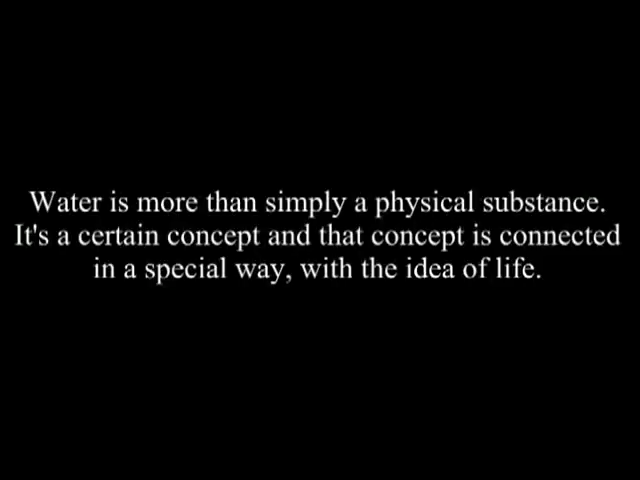 Water is more than simply a physical substance.
It's a certain concept and that concept is connected
in a special way, with the idea of life.